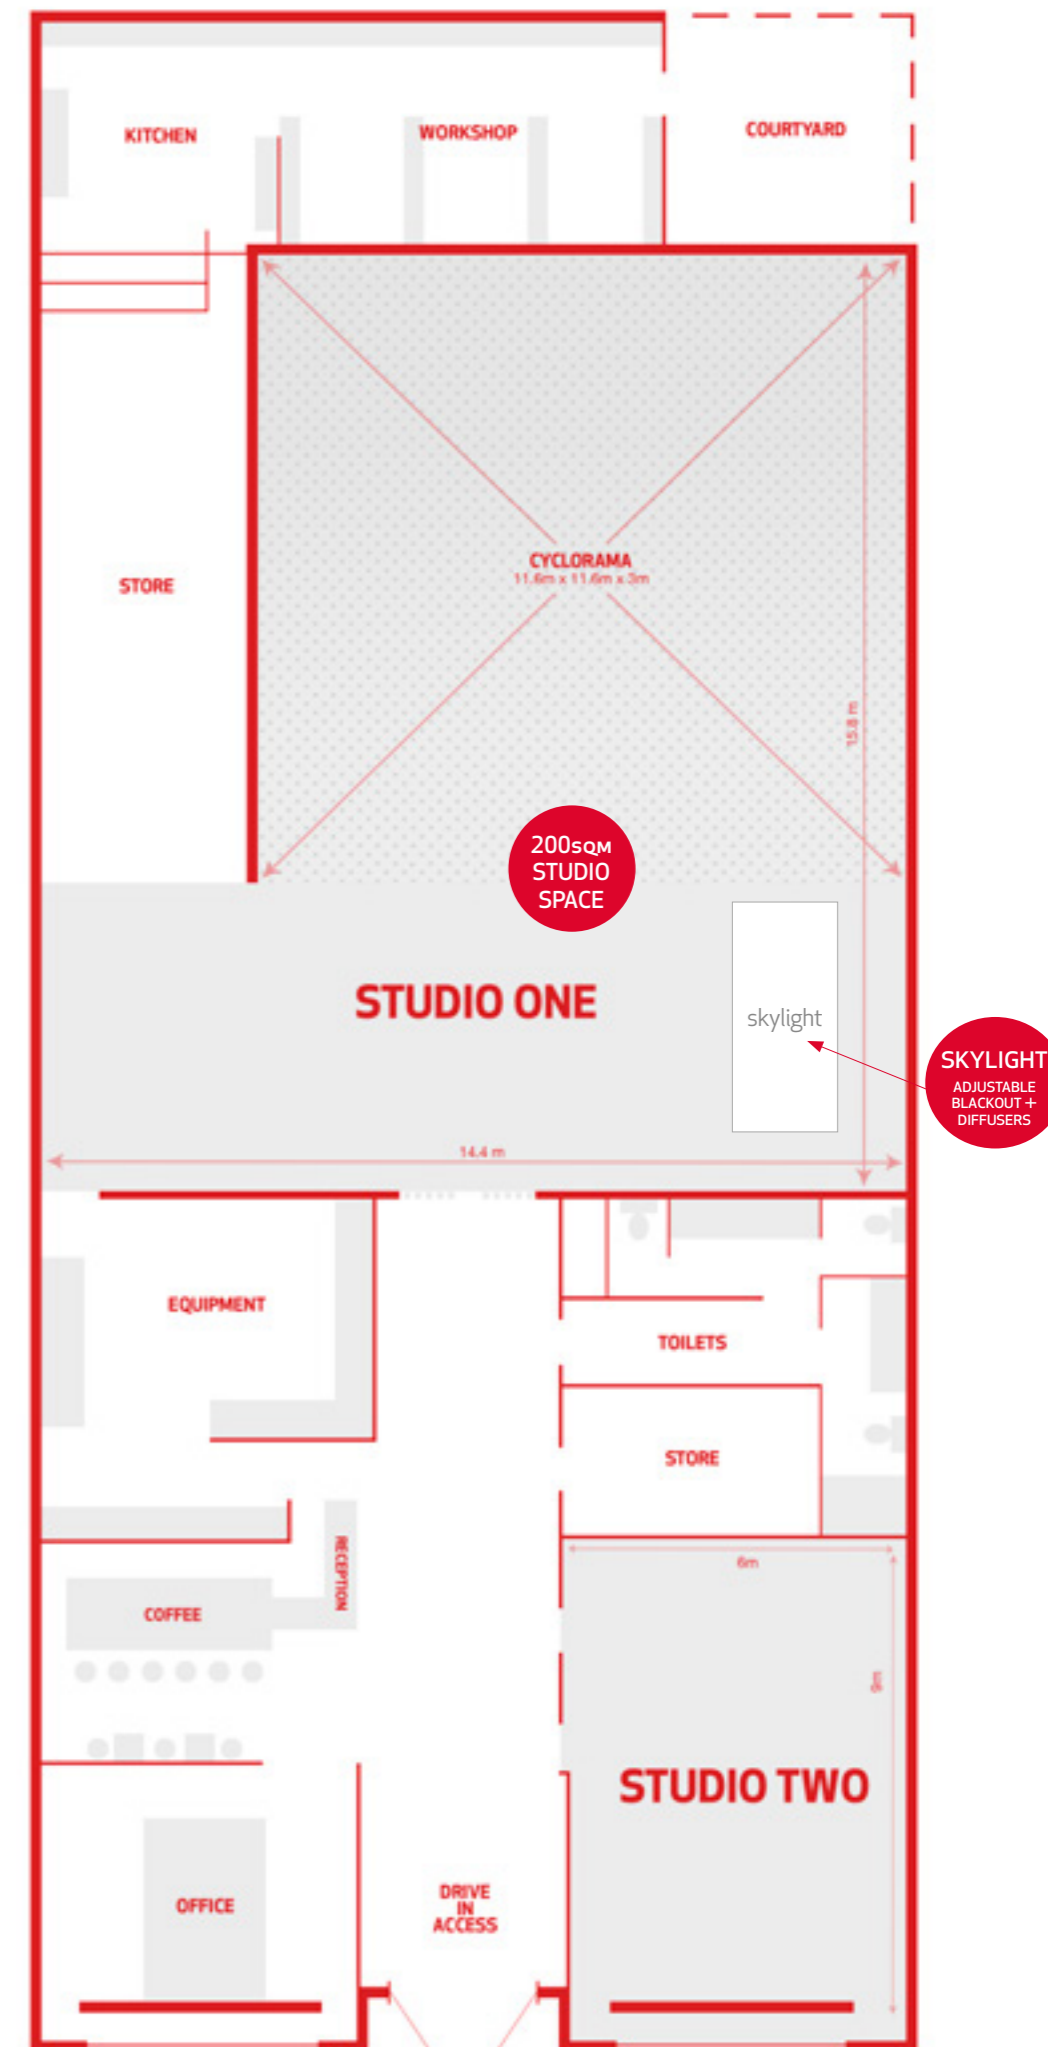 KITCHEN
WORKSHOP
COURTYARD
CYCLORAMA
11.6m x 11.6m x 3m
STORE
15.8 m
200SQM
STUDIO
SPACE
STUDIO ONE
skylight
SKYLIGHT
ADJUSTABLE
BLACKOUT +
DIFFUSERS
14.4 m
EQUIPMENT
TOILETS
STORE
RECEPTION
6m
COFFEE
9m
STUDIO TWO
OFFICE
DRIVE
IN
ACCESS